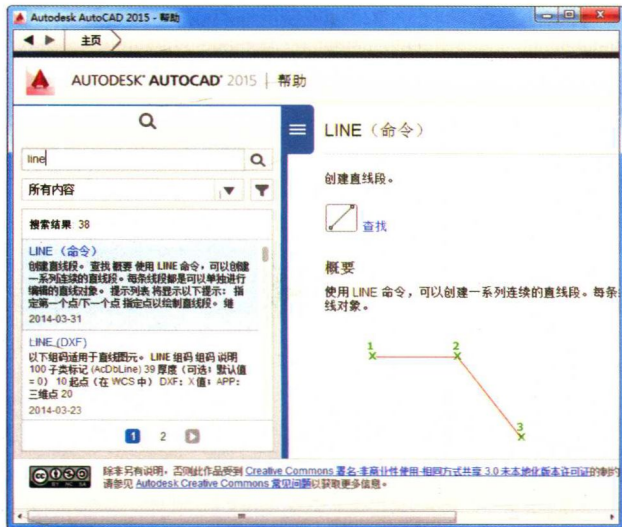 Autodesk AutoCAD 2015 - 帮助
主页
AUTODESK® AUTOCAD® 2015 | 帮助
line
所有内容
搜索结果 38
LINE（命令）
创建直线段。 查找 概要 使用 LINE 命令，可以创建
一系列连续的直线段。每条线段都是可以单独进行
编辑的直线对象。 提示列表 将显示以下提示： 指
定第一个点/下一个点 指定点以绘制直线段。 继
2014-03-31
LINE (DXF)
以下组码适用于直线图元。 LINE 组码 组码 说明
100 子类标记 (AcDbLine) 39 厚度（可选；默认值
= 0） 10 起点（在 WCS 中） DXF：X 值；APP：
三维点 20
2014-03-23
1 2
LINE（命令）
创建直线段。
查找
概要
使用 LINE 命令，可以创建一系列连续的直线段。每条
线对象。
1
2
3
cc
BY NC SA
除非另有说明，否则此作品受到 Creative Commons 署名-非商业性使用-相同方式共享 3.0 未本地化版本许可证的制约
请参见 Autodesk Creative Commons 常见问题以获取更多信息。